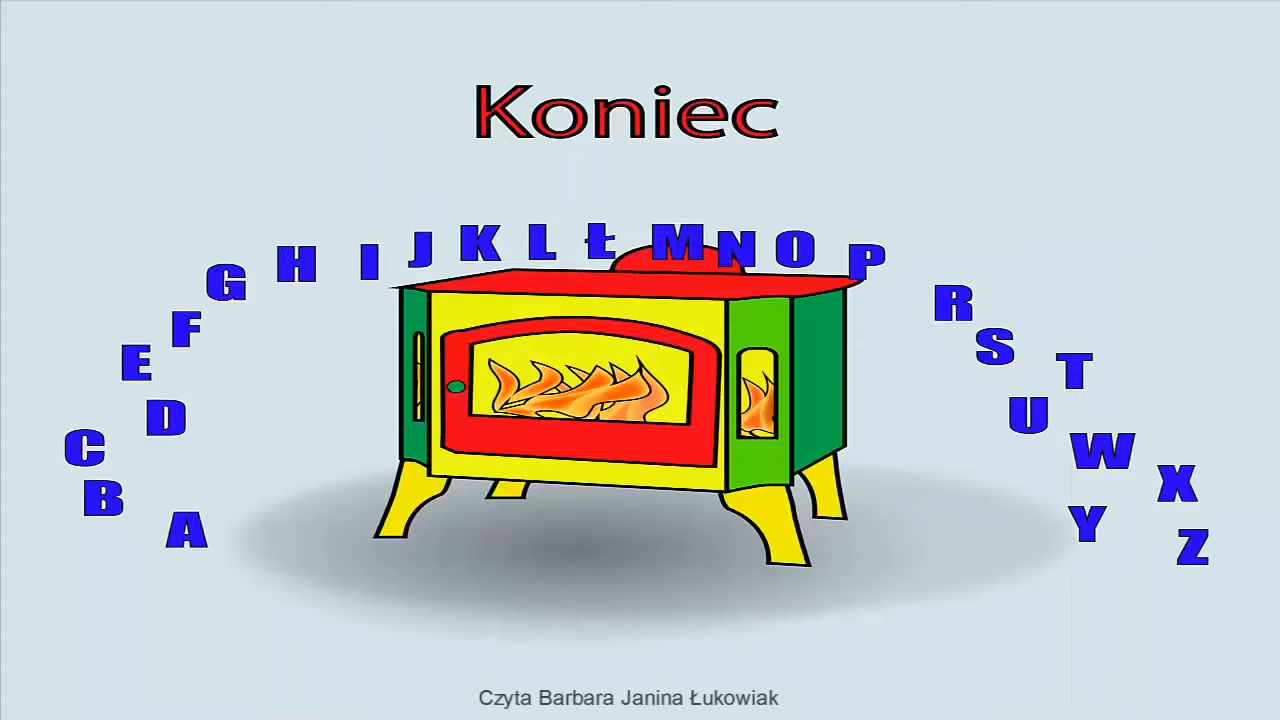 Koniec
A B C D E F G H I J K L Ł M N O P R S T U W X Y Z
Czyta Barbara Janina Łukowiak